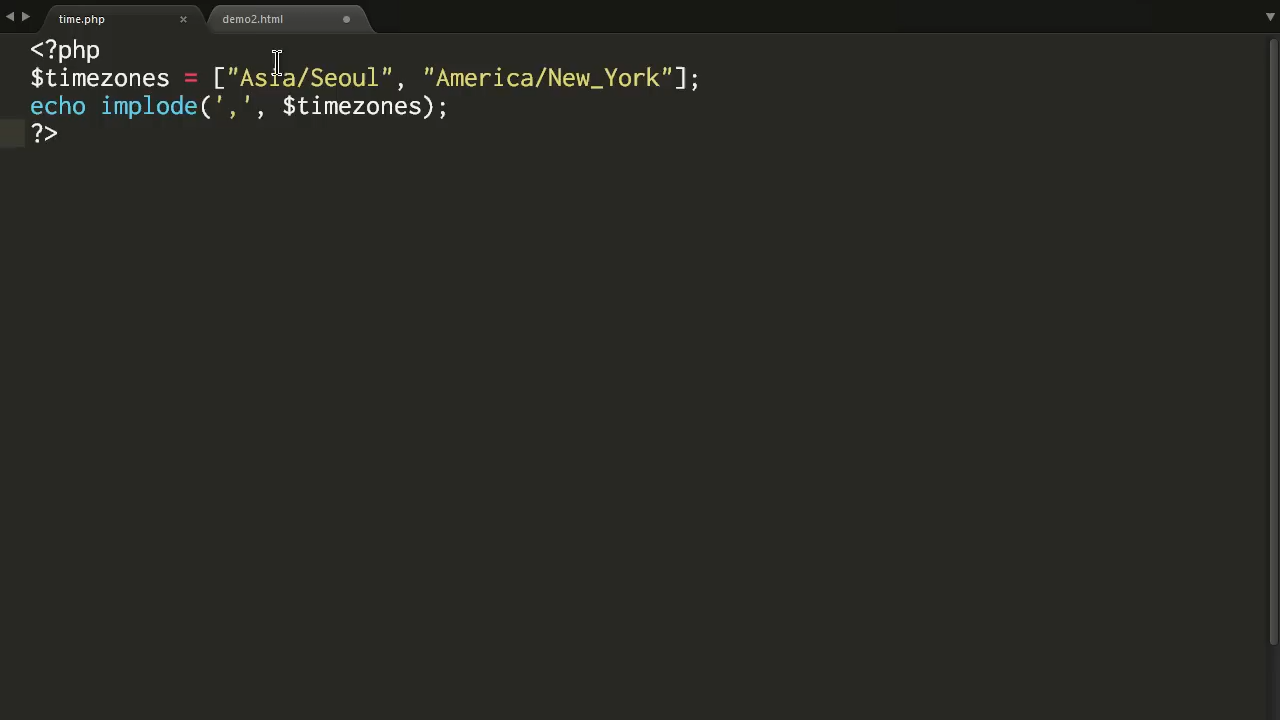 time.php × demo2.html
<?php
$timezones = ["Asia/Seoul", "America/New_York"];
echo implode(',', $timezones);
?>